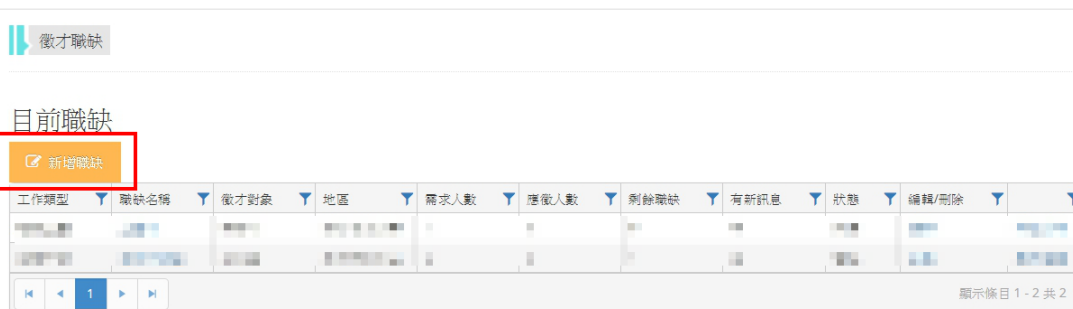 徵才職缺
目前職缺
新增職缺
工作類型 職缺名稱 徵才對象 地區 需求人數 應徵人數 剩餘職缺 有新訊息 狀態 編輯/刪除
1
顯示條目 1 - 2 共 2